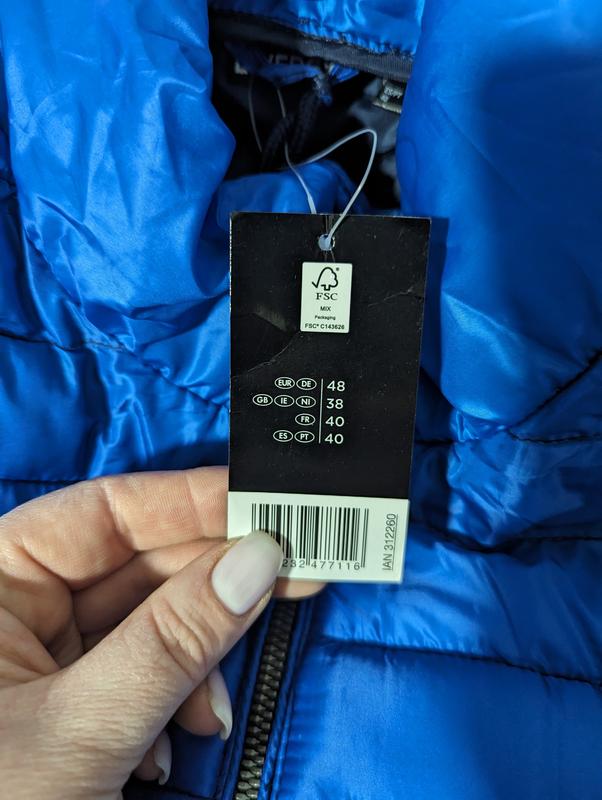 FSC®
MIX
Packaging
FSC® C143626
EUR DE 48
GB IE NI 38
FR 40
ES PT 40
232 477116
IAN 312260